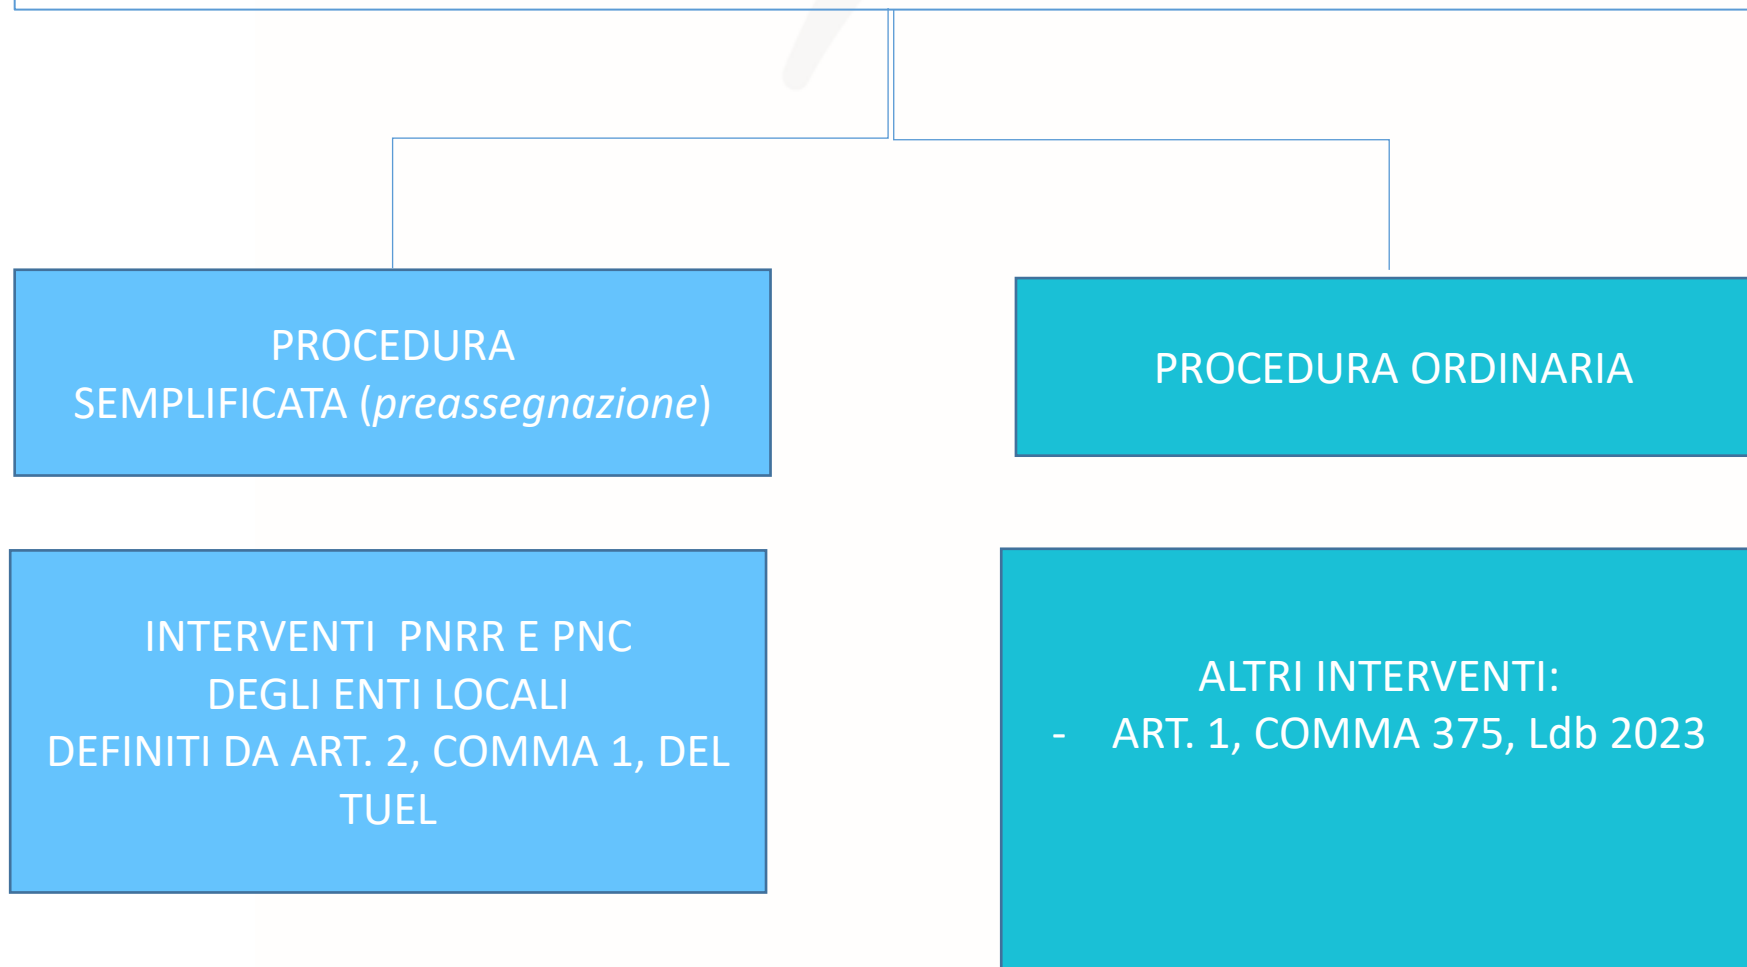 PROCEDURA
SEMPLIFICATA (preassegnazione)
PROCEDURA ORDINARIA
INTERVENTI PNRR E PNC
DEGLI ENTI LOCALI
DEFINITI DA ART. 2, COMMA 1, DEL
TUEL
ALTRI INTERVENTI:
- ART. 1, COMMA 375, Ldb 2023